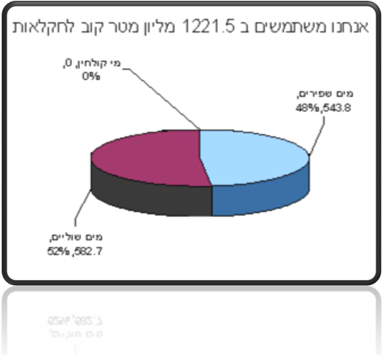 אנחנו משתמשים ב 1221.5 מליון מטר קוב לחקלאות
מי קולחין, 0,
0%
מים שפירים,
48%,543.8
מים שוליים,
52%,582.7